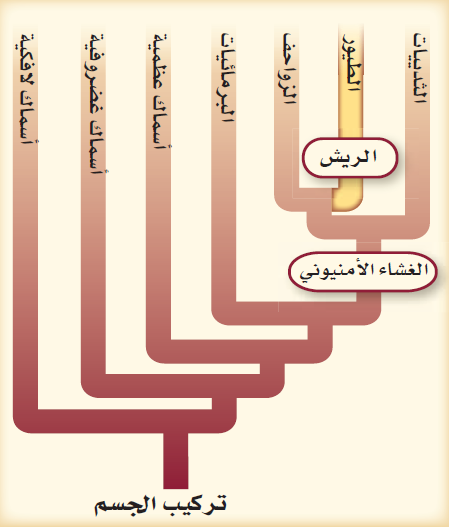 الثدييات
الطيور
الزواحف
البرمائيات
أسماك عظمية
أسماك غضروفية
أسماك لافكية
الريش
الغشاء الأمنيوني
تركيب الجسم